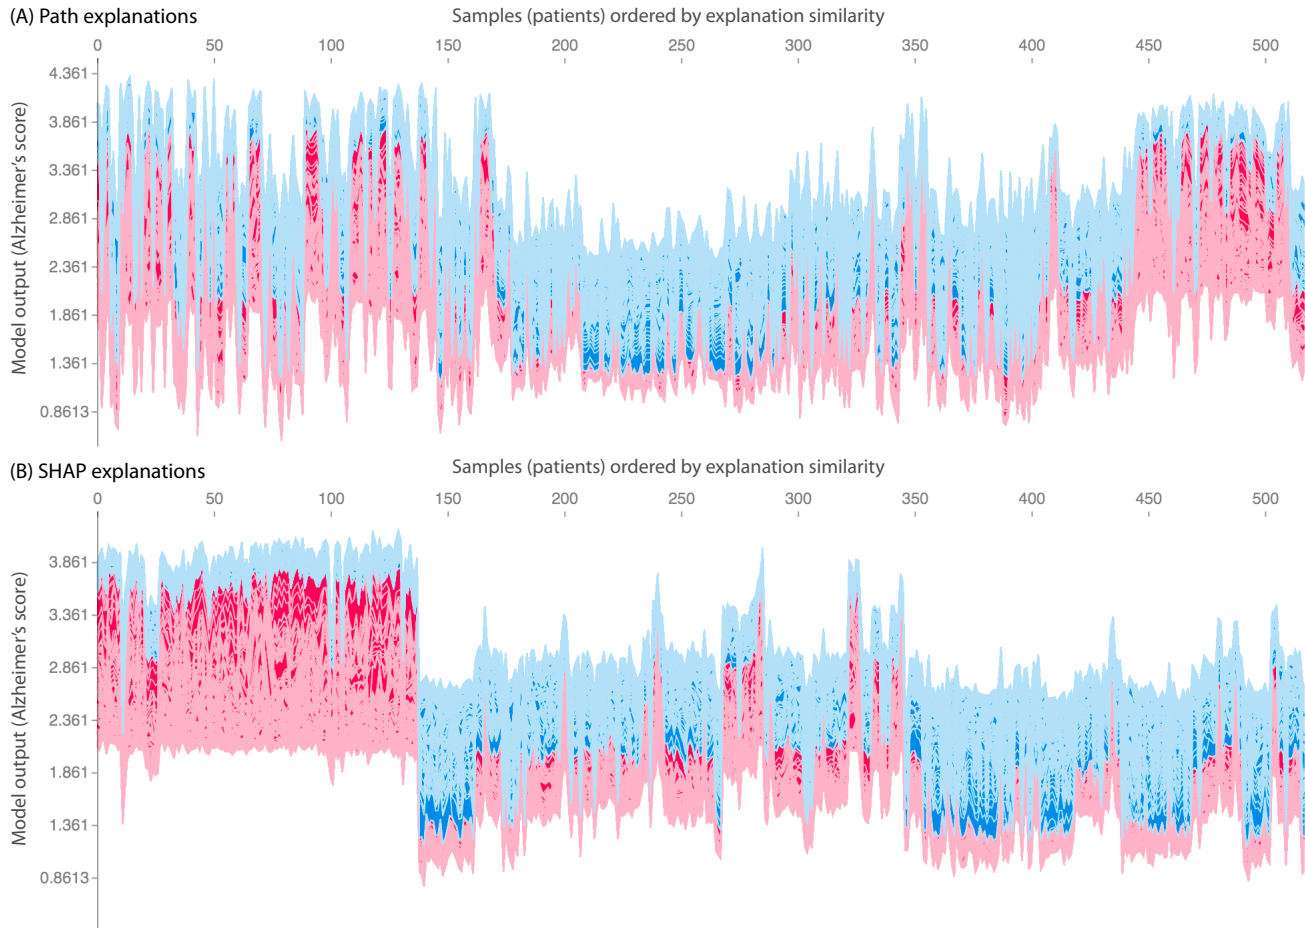 (A) Path explanations
Samples (patients) ordered by explanation similarity
0 50 100 150 200 250 300 350 400 450 500
Model output (Alzheimer's score)
4.361
3.861
3.361
2.861
2.361
1.861
1.361
0.8613
(B) SHAP explanations
Samples (patients) ordered by explanation similarity
0 50 100 150 200 250 300 350 400 450 500
Model output (Alzheimer's score)
3.861
3.361
2.861
2.361
1.861
1.361
0.8613